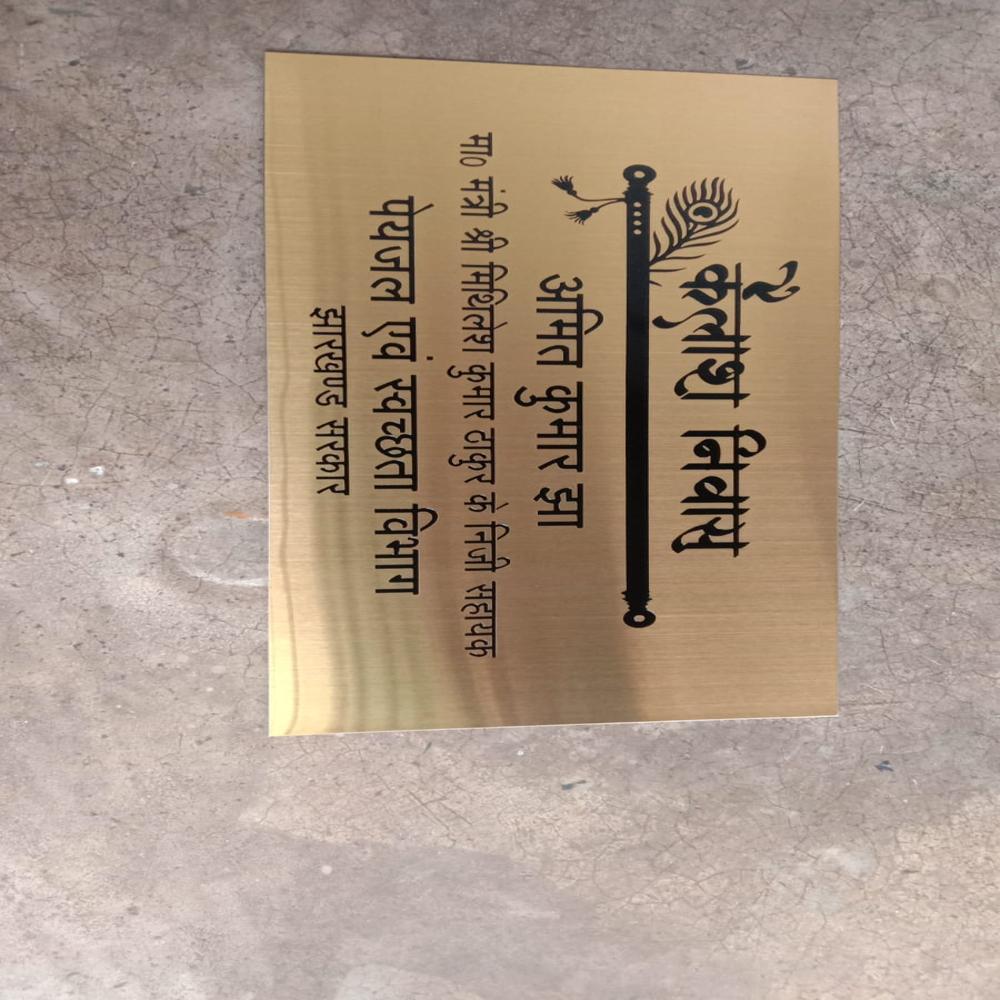 कैलाश निवास
अमित कुमार झा
मा० मंत्री श्री मिथिलेश कुमार ठाकुर के निजी सहायक
पेयजल एवं स्वच्छता विभाग
झारखण्ड सरकार